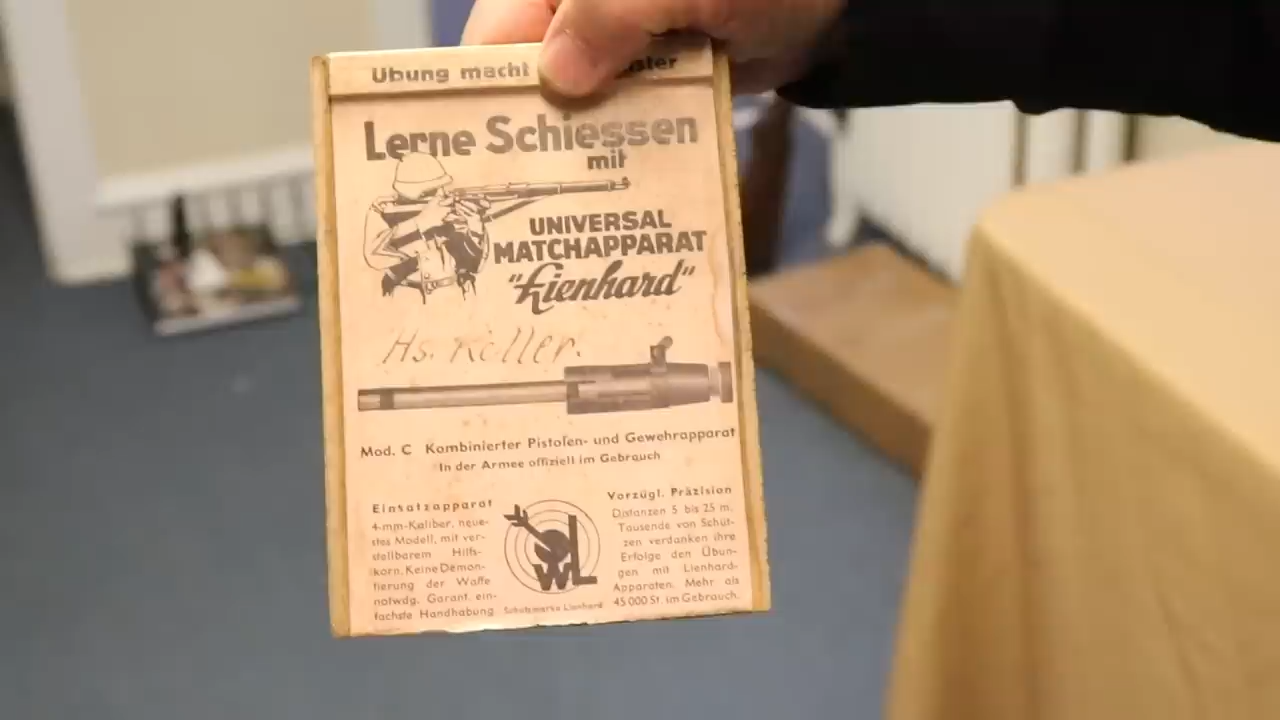 Übung macht
Lerne Schiessen
mit
UNIVERSAL
MATCHAPPARAT
"Lienhard"
Hs. Koller.
Mod. C Kombinierter Pistolen- und Gewehrapparat
In der Armee offiziell im Gebrauch
Einsatzapparat
4-mm-Kaliber, neue-
stes Modell, mit ver-
stellbarem Hilfs-
korn. Keine Demon-
tierung der Waffe
notwdg. Garant. ein-
fachste Handhabung
WL
Schutzmarke Lienhard
Vorzügl. Präzision
Distanzen 5 bis 25 m.
Tausende von Schüt-
zen verdanken ihre
Erfolge den Übun-
gen mit Lienhard-
Apparaten. Mehr als
45 000 St. im Gebrauch.